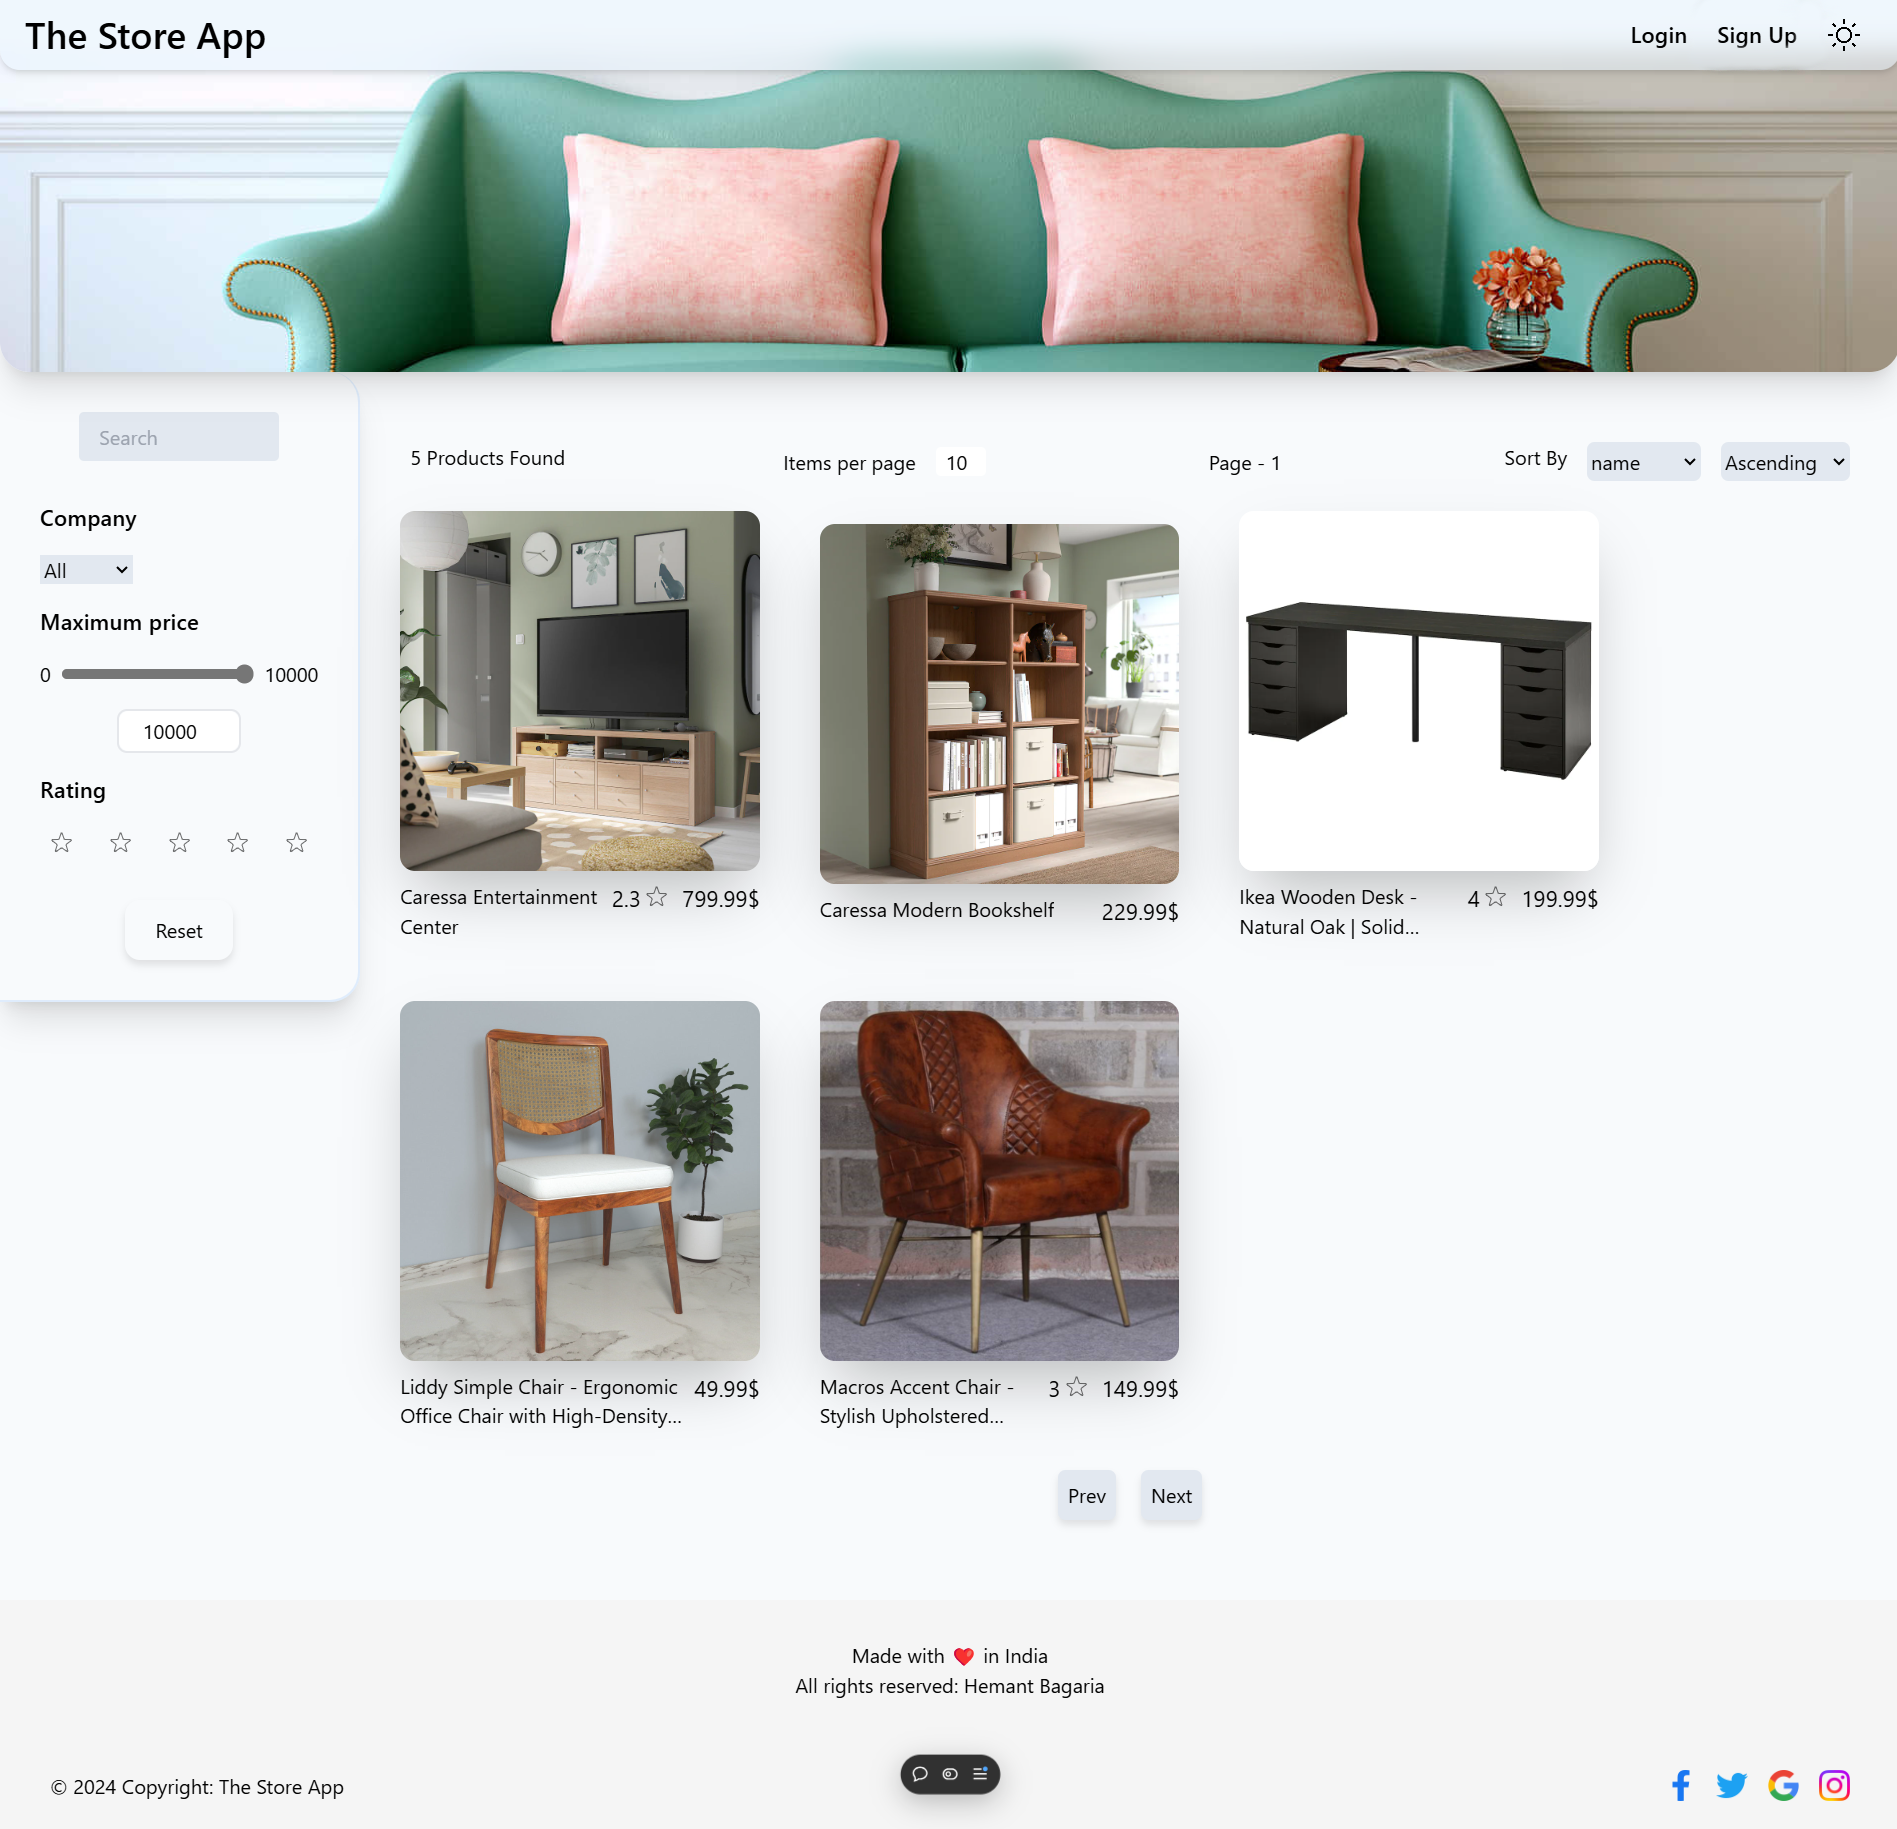 The Store App
Login
Sign Up
Search
5 Products Found
Items per page
10
Page - 1
Sort By
name
Ascending
Company
All
Maximum price
0
10000
10000
Rating
Reset
Caressa Entertainment
Center
2.3
799.99$
Caressa Modern Bookshelf
229.99$
Ikea Wooden Desk -
Natural Oak | Solid...
4
199.99$
Liddy Simple Chair - Ergonomic
Office Chair with High-Density...
49.99$
Macros Accent Chair -
Stylish Upholstered...
3
149.99$
Prev
Next
Made with ❤️ in India
All rights reserved: Hemant Bagaria
© 2024 Copyright: The Store App